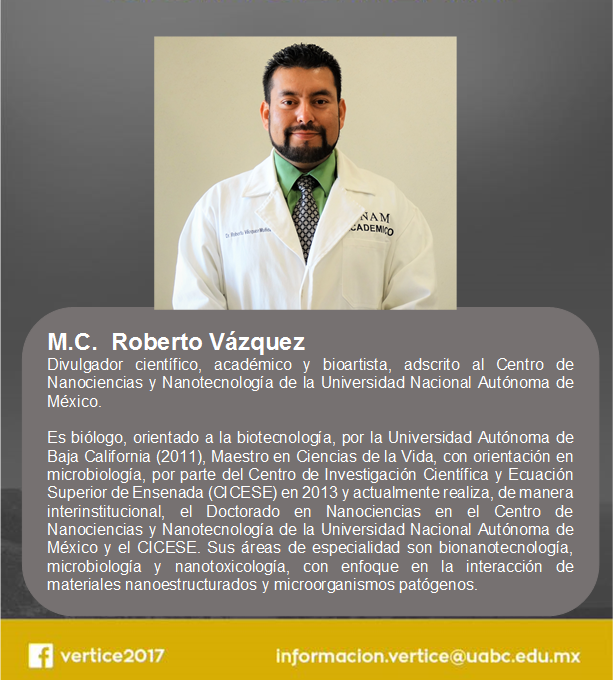 Dr. Roberto Vázquez Muñoz
NAM
CADEMICO
M.C. Roberto Vázquez
Divulgador científico, académico y bioartista, adscrito al Centro de
Nanociencias y Nanotecnología de la Universidad Nacional Autónoma de
México.
Es biólogo, orientado a la biotecnología, por la Universidad Autónoma de
Baja California (2011), Maestro en Ciencias de la Vida, con orientación en
microbiología, por parte del Centro de Investigación Científica y Ecuación
Superior de Ensenada (CICESE) en 2013 y actualmente realiza, de manera
interinstitucional, el Doctorado en Nanociencias en el Centro de
Nanociencias y Nanotecnología de la Universidad Nacional Autónoma de
México y el CICESE. Sus áreas de especialidad son bionanotecnología,
microbiología y nanotoxicología, con enfoque en la interacción de
materiales nanoestructurados y microorganismos patógenos.
vertice2017
informacion.vertice@uabc.edu.mx